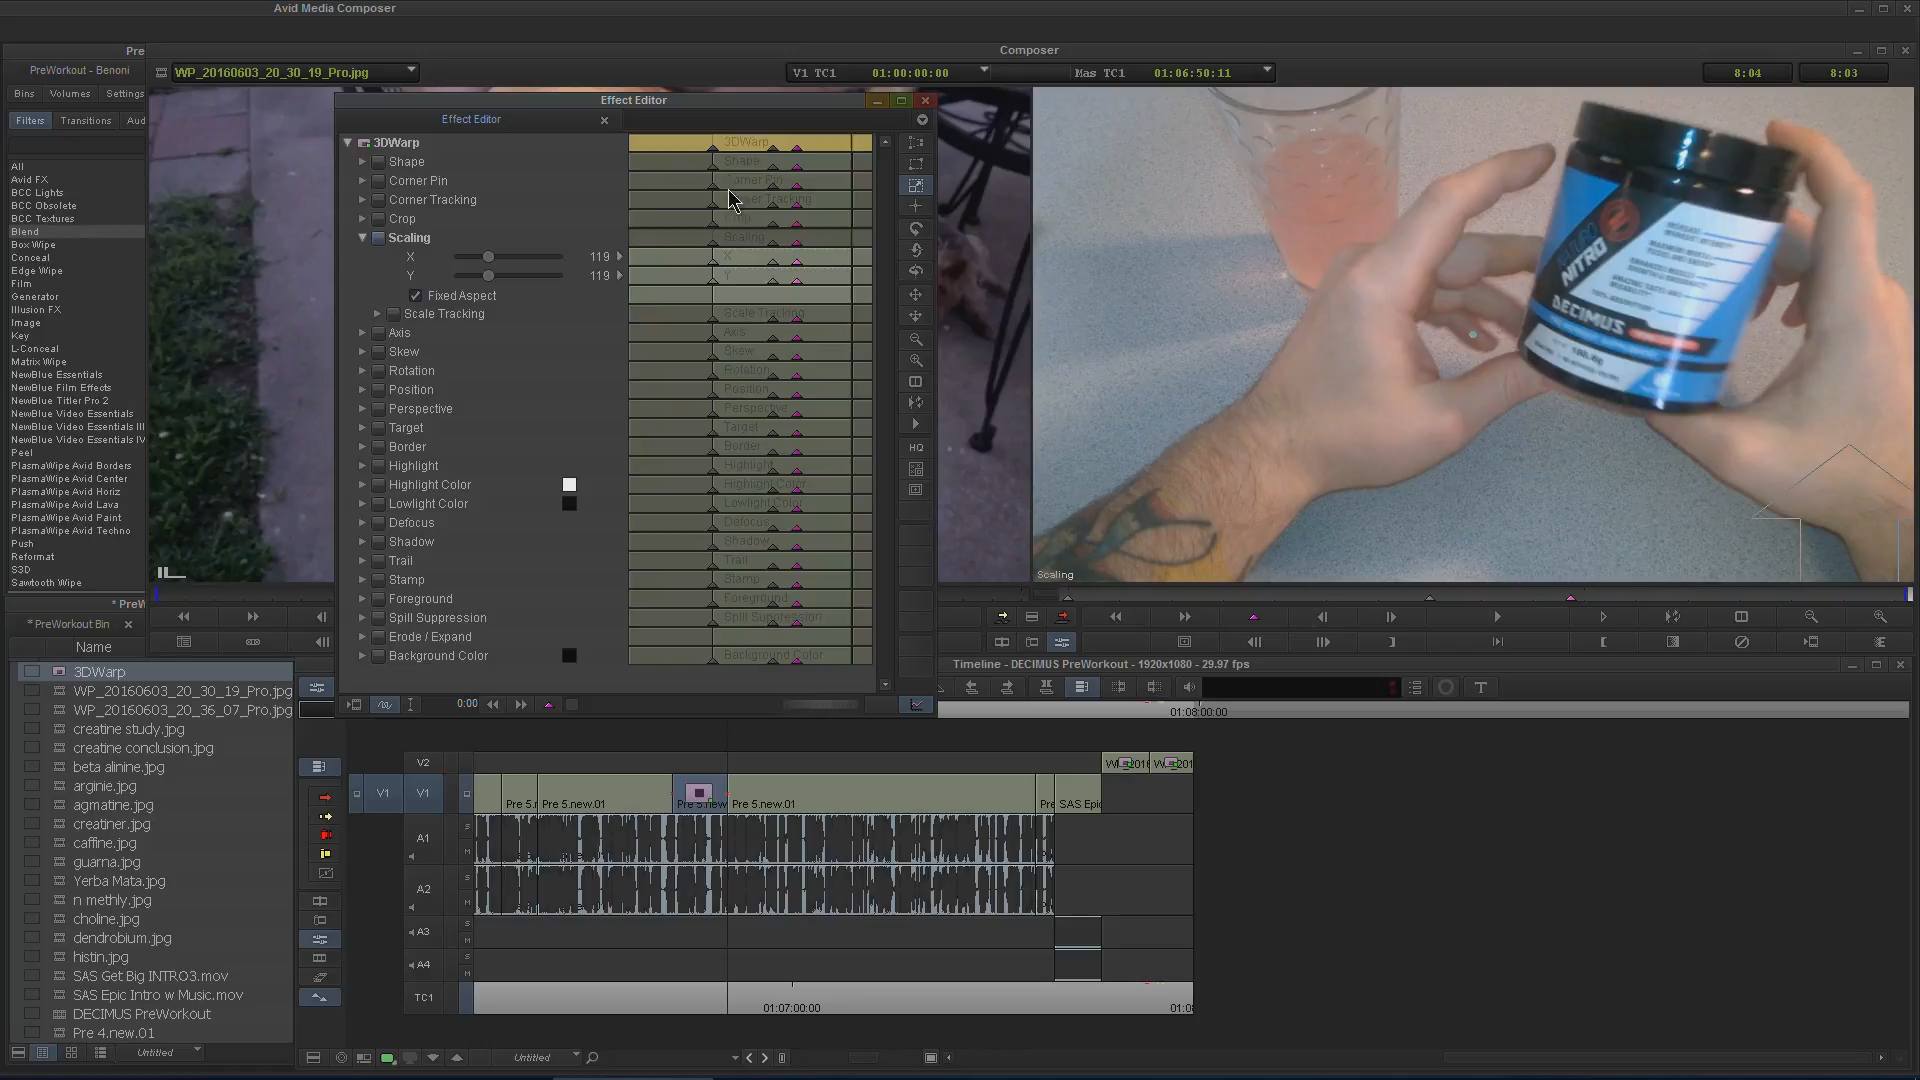 Avid Media Composer
Pre
Composer
PreWorkout - Benoni
WP_20160603_20_30_19_Pro.jpg
V1 TC1
01:00:00:00
Mas TC1
01:06:50:11
8:04
8:03
Bins
Volumes
Settings
Filters
Transitions
Aud
All
Avid FX
BCC Lights
BCC Obsolete
BCC Textures
Blend
Box Wipe
Conceal
Edge Wipe
Film
Generator
Illusion FX
Image
Key
L-Conceal
Matrix Wipe
NewBlue Essentials
NewBlue Film Effects
NewBlue Titler Pro 2
NewBlue Video Essentials
NewBlue Video Essentials III
NewBlue Video Essentials IV
Peel
PlasmaWipe Avid Borders
PlasmaWipe Avid Center
PlasmaWipe Avid Horiz
PlasmaWipe Avid Lava
PlasmaWipe Avid Paint
PlasmaWipe Avid Techno
Push
Reformat
S3D
Sawtooth Wipe
Effect Editor
Effect Editor
3DWarp
3DWarp
Shape
Shape
Corner Pin
Corner Pin
Corner Tracking
er Tracking
Crop
Crop
Scaling
Scaling
X
119
X
Y
119
Y
Fixed Aspect
Scale Tracking
Scale Tracking
Axis
Axis
Skew
Skew
Rotation
Rotation
Position
Position
Perspective
Perspective
Target
Target
Border
Border
Highlight
Highlight
Highlight Color
Highlight Color
Lowlight Color
Lowlight Color
Defocus
Defocus
Shadow
Shadow
Trail
Trail
Stamp
Stamp
Foreground
Foreground
Spill Suppression
Spill Suppression
Erode / Expand
Background Color
Background Color
HQ
0:00
NITRO
DECIMUS
Scaling
* PreW
* PreWorkout Bin
Name
3DWarp
WP_20160603_20_30_19_Pro.jpg
WP_20160603_20_36_07_Pro.jpg
creatine study.jpg
creatine conclusion.jpg
beta alinine.jpg
arginie.jpg
agmatine.jpg
creatiner.jpg
caffine.jpg
guarna.jpg
Yerba Mata.jpg
n methly.jpg
choline.jpg
dendrobium.jpg
histin.jpg
SAS Get Big INTRO3.mov
SAS Epic Intro w Music.mov
DECIMUS PreWorkout
Pre 4.new.01
Untitled
Timeline - DECIMUS PreWorkout - 1920x1080 - 29.97 fps
T
01:08:00:00
V2
V1
V1
Pre 5.r
Pre 5.new.01
Pre 5.new
Pre 5.new.01
Pre
SAS Epic
A1
S
M
A2
S
M
A3
S
M
A4
S
M
TC1
01:07:00:00
01:0
Untitled